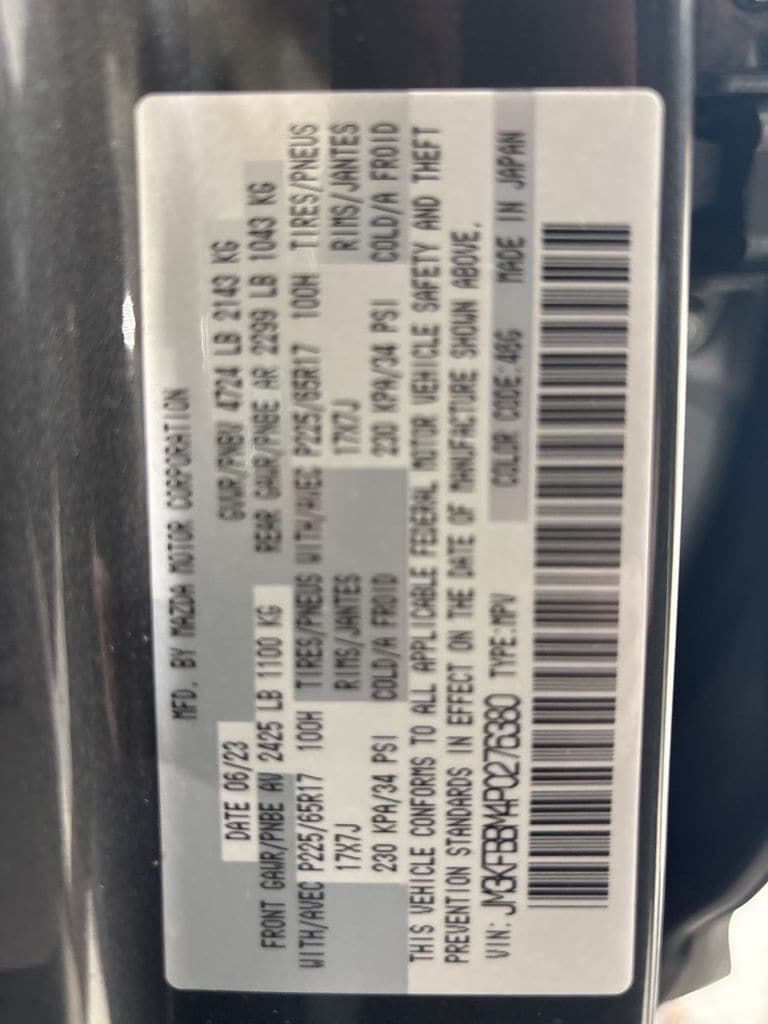 MFD. BY MAZDA MOTOR CORPORATION
DATE 06/23 GVWR/PNBV 4724 LB 2143 KG
FRONT GAWR/PNBE AV 2425 LB 1100 KG REAR GAWR/PNBE AR 2299 LB 1043 KG
WITH/AVEC P225/65R17 100H TIRES/PNEUS WITH/AVEC P225/65R17 100H TIRES/PNEUS
17X7J RIMS/JANTES 17X7J RIMS/JANTES
230 KPA/34 PSI COLD/A FROID 230 KPA/34 PSI COLD/A FROID
THIS VEHICLE CONFORMS TO ALL APPLICABLE FEDERAL MOTOR VEHICLE SAFETY AND THEFT
PREVENTION STANDARDS IN EFFECT ON THE DATE OF MANUFACTURE SHOWN ABOVE.
VIN: JM3KFBBM4P0276380 TYPE:MPV COLOR CODE:46G MADE IN JAPAN